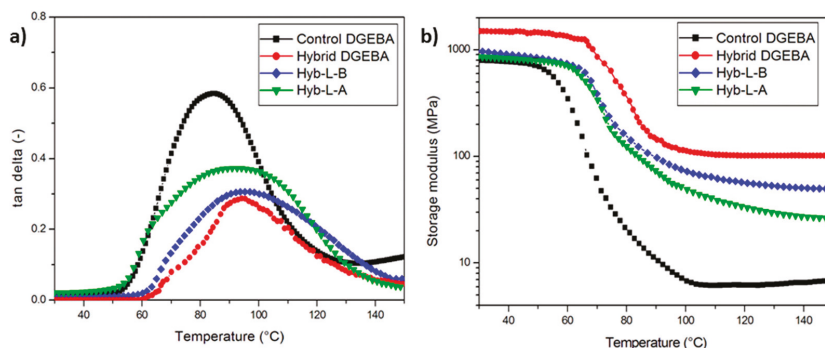 a)
0.8
0.6
0.4
0.2
0.0
tan delta (-)
Control DGEBA
Hybrid DGEBA
Hyb-L-B
Hyb-L-A
40 60 80 100 120 140
Temperature (°C)
b)
1000
100
10
Storage modulus (MPa)
Control DGEBA
Hybrid DGEBA
Hyb-L-B
Hyb-L-A
40 60 80 100 120 140
Temperature (°C)